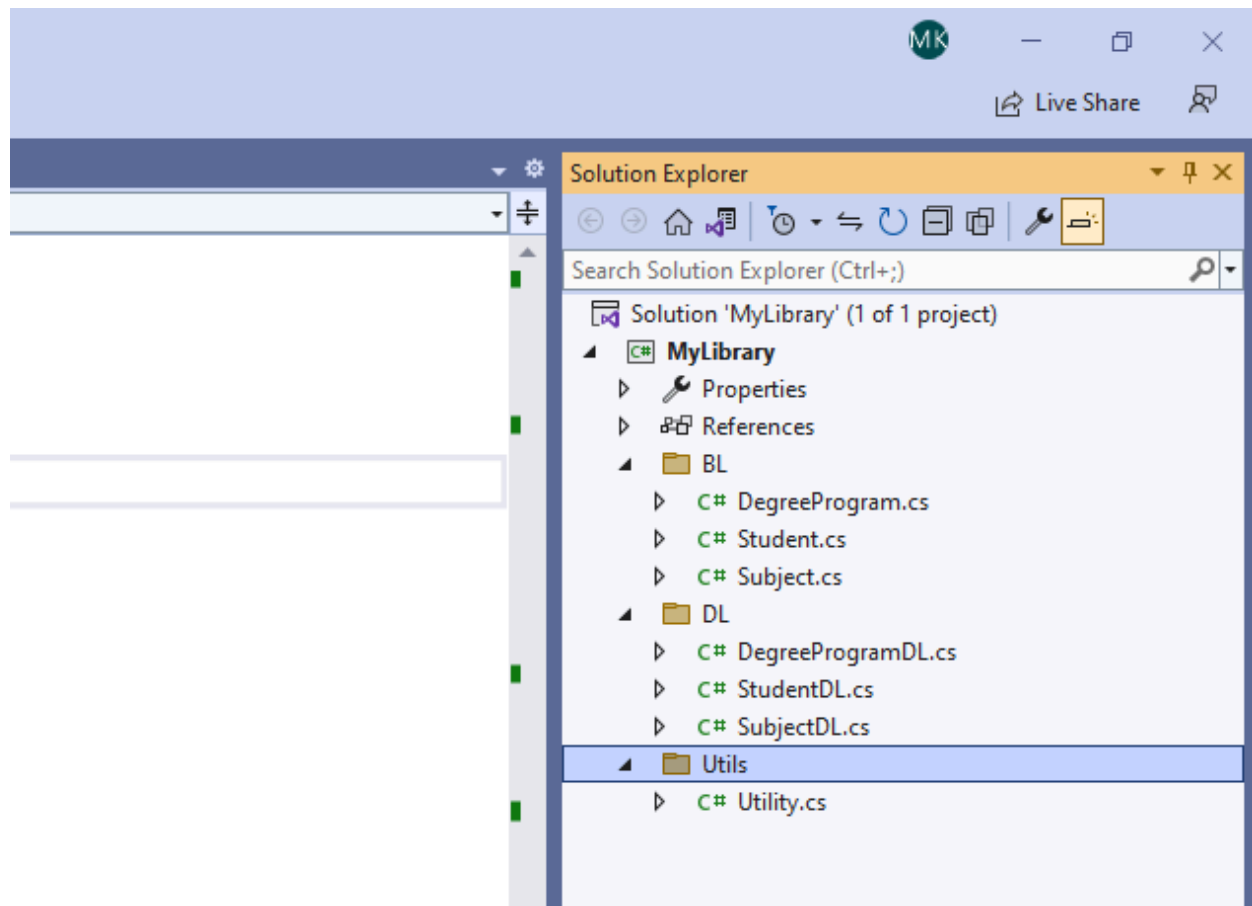 MK
Live Share
Solution Explorer
Search Solution Explorer (Ctrl+;)
Solution 'MyLibrary' (1 of 1 project)
C# MyLibrary
Properties
References
BL
C# DegreeProgram.cs
C# Student.cs
C# Subject.cs
DL
C# DegreeProgramDL.cs
C# StudentDL.cs
C# SubjectDL.cs
Utils
C# Utility.cs